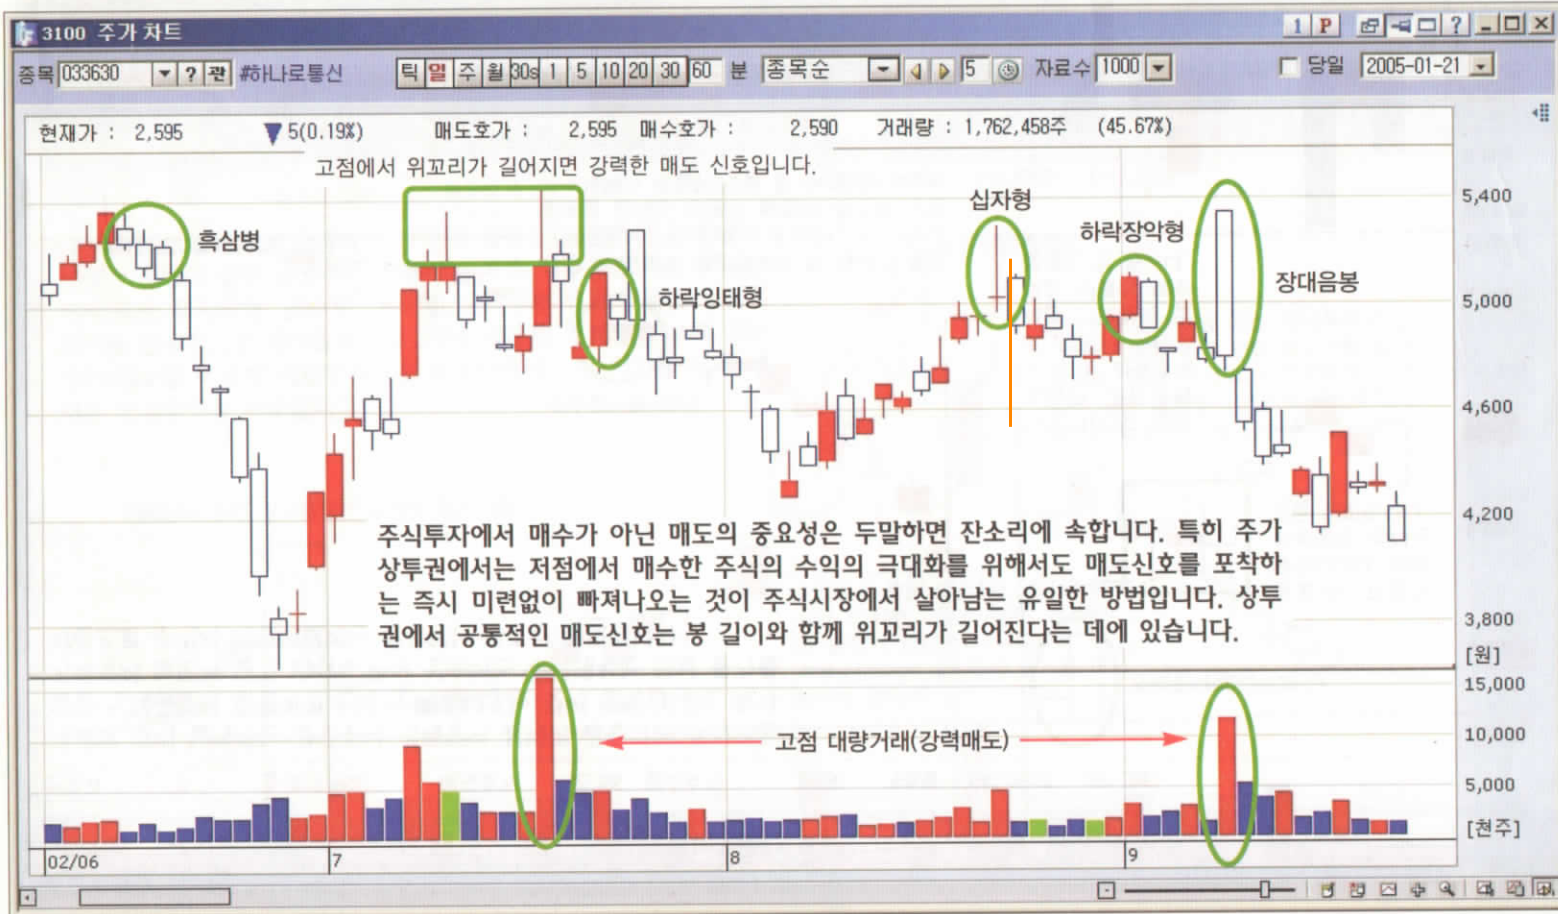 3100 주가 차트
1 P ?
종목 033630 ? 관 #하나로통신 틱 일 주 월 30s 1 5 10 20 30 60 분 종목순 5 자료수 1000 당일 2005-01-21
현재가 : 2,595 ▼ 5(0.19%) 매도호가 : 2,595 매수호가 : 2,590 거래량 : 1,762,458주 (45.67%)
고점에서 위꼬리가 길어지면 강력한 매도 신호입니다.
흑삼병
하락잉태형
십자형
하락장악형
장대음봉
5,400
5,000
4,600
4,200
3,800
[원]
주식투자에서 매수가 아닌 매도의 중요성은 두말하면 잔소리에 속합니다. 특히 주가
상투권에서는 저점에서 매수한 주식의 수익의 극대화를 위해서도 매도신호를 포착하
는 즉시 미련없이 빠져나오는 것이 주식시장에서 살아남는 유일한 방법입니다. 상투
권에서 공통적인 매도신호는 봉 길이와 함께 위꼬리가 길어진다는 데에 있습니다.
15,000
고점 대량거래(강력매도)
10,000
5,000
[천주]
02/06 7 8 9